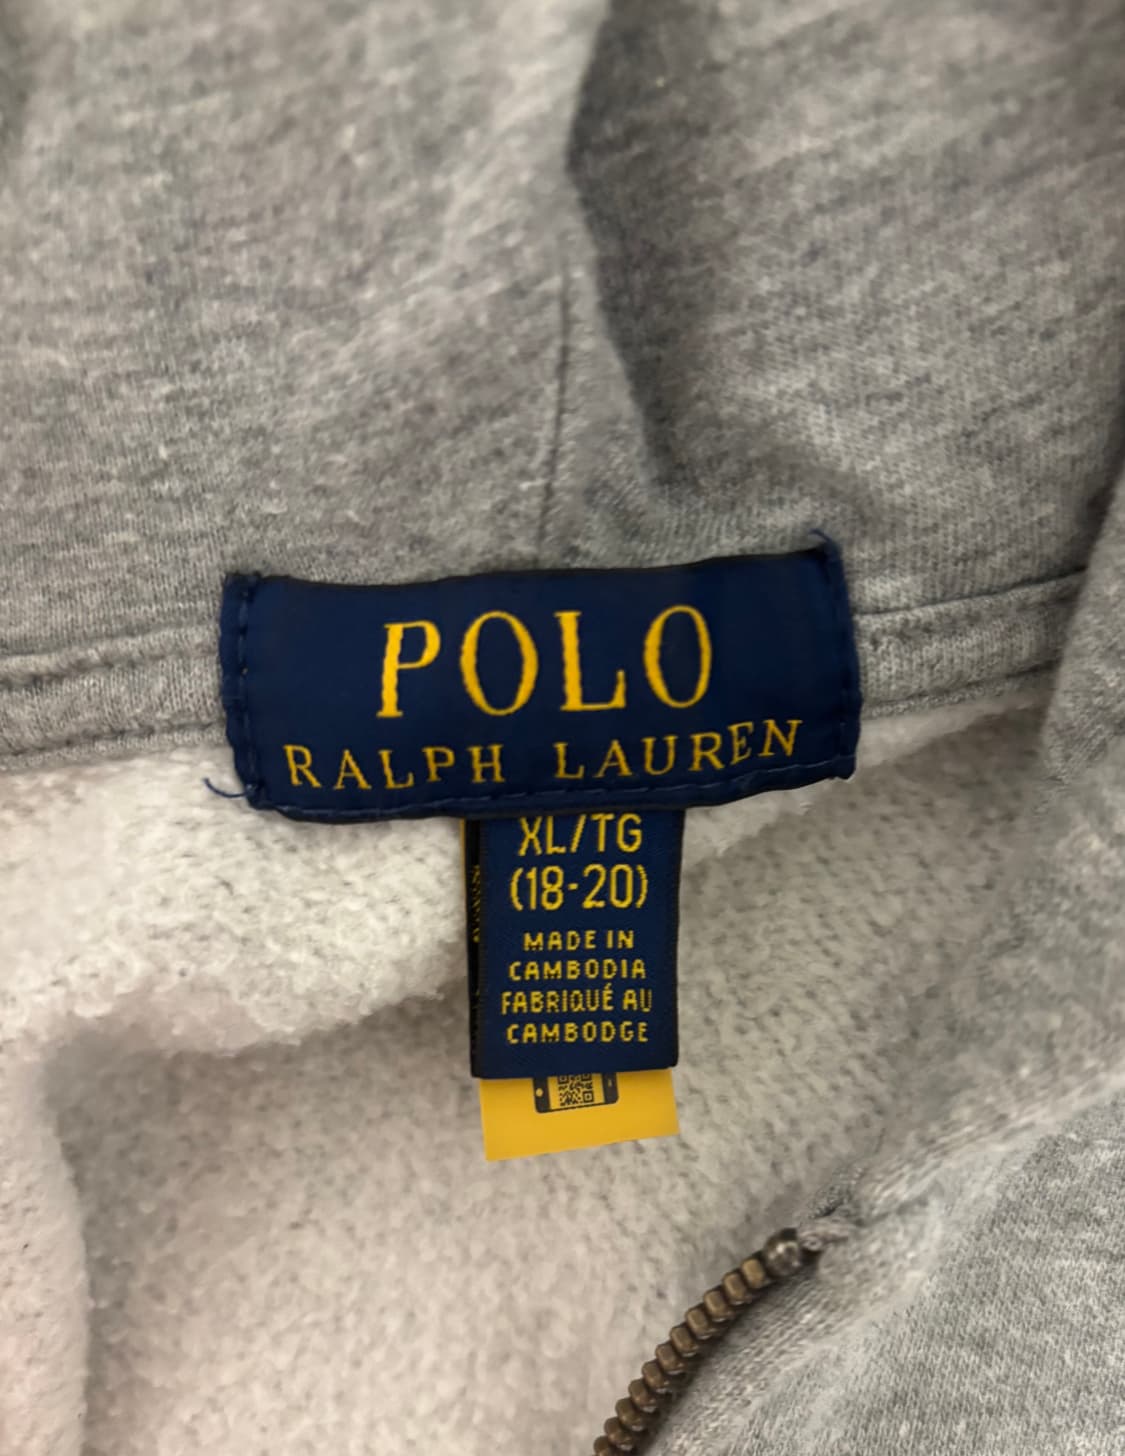 POLO
RALPH LAUREN
XL/TG
(18-20)
MADE IN
CAMBODIA
FABRIQUÉ AU
CAMBODGE